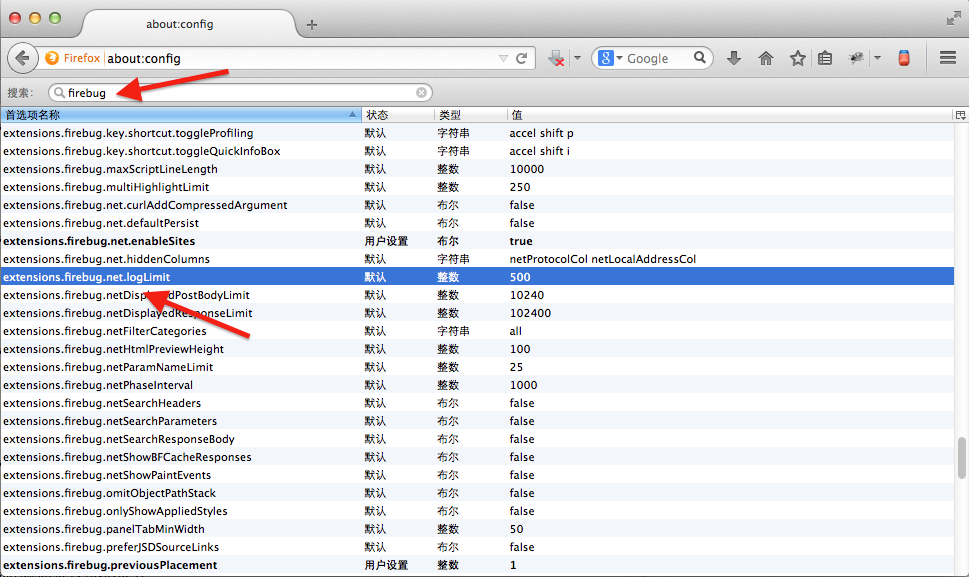 about:config
Firefox about:config Google
搜索: firebug
首选项名称 状态 类型 值
extensions.firebug.key.shortcut.toggleProfiling 默认 字符串 accel shift p
extensions.firebug.key.shortcut.toggleQuickInfoBox 默认 字符串 accel shift i
extensions.firebug.maxScriptLineLength 默认 整数 10000
extensions.firebug.multiHighlightLimit 默认 整数 250
extensions.firebug.net.curlAddCompressedArgument 默认 布尔 false
extensions.firebug.net.defaultPersist 默认 布尔 false
extensions.firebug.net.enableSites 用户设置 布尔 true
extensions.firebug.net.hiddenColumns 默认 字符串 netProtocolCol netLocalAddressCol
extensions.firebug.net.logLimit 默认 整数 500
extensions.firebug.netDisplayedPostBodyLimit 默认 整数 10240
extensions.firebug.netDisplayedResponseLimit 默认 整数 102400
extensions.firebug.netFilterCategories 默认 字符串 all
extensions.firebug.netHtmlPreviewHeight 默认 整数 100
extensions.firebug.netParamNameLimit 默认 整数 25
extensions.firebug.netPhaseInterval 默认 整数 1000
extensions.firebug.netSearchHeaders 默认 布尔 false
extensions.firebug.netSearchParameters 默认 布尔 false
extensions.firebug.netSearchResponseBody 默认 布尔 false
extensions.firebug.netShowBFCacheResponses 默认 布尔 false
extensions.firebug.netShowPaintEvents 默认 布尔 false
extensions.firebug.omitObjectPathStack 默认 布尔 false
extensions.firebug.onlyShowAppliedStyles 默认 布尔 false
extensions.firebug.panelTabMinWidth 默认 整数 50
extensions.firebug.preferJSDSourceLinks 默认 布尔 false
extensions.firebug.previousPlacement 用户设置 整数 1